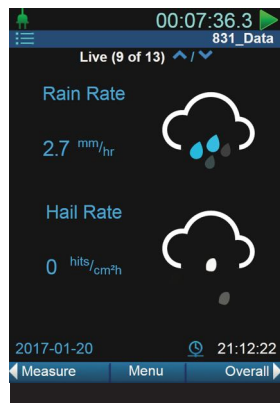 00:07:36.3
831_Data
Live (9 of 13) /
Rain Rate
2.7 mm/hr
Hail Rate
0 hits/cm²h
2017-01-20 21:12:22
Measure Menu Overall